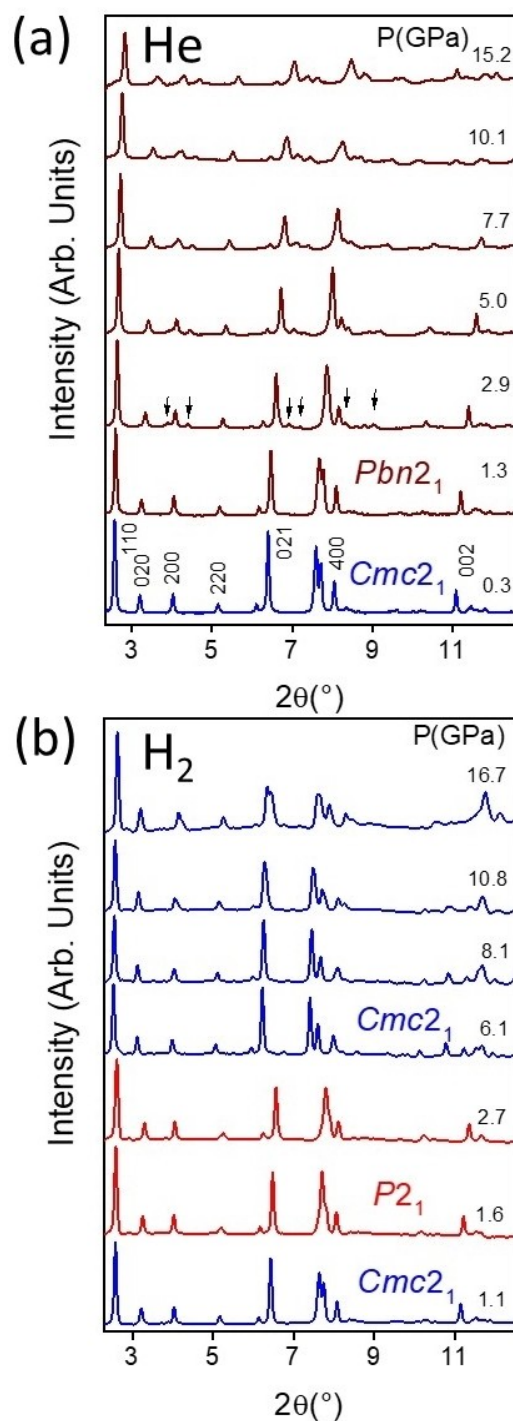 (a)
He
P(GPa)
15.2
10.1
7.7
5.0
2.9
Pbn2₁
1.3
110
020
200
220
021
400
002
Cmc2₁
0.3
Intensity (Arb. Units)
3 5 7 9 11
2θ(°)
(b)
H₂
P(GPa)
16.7
10.8
8.1
Cmc2₁
6.1
2.7
P2₁
1.6
Cmc2₁
1.1
Intensity (Arb. Units)
3 5 7 9 11
2θ(°)